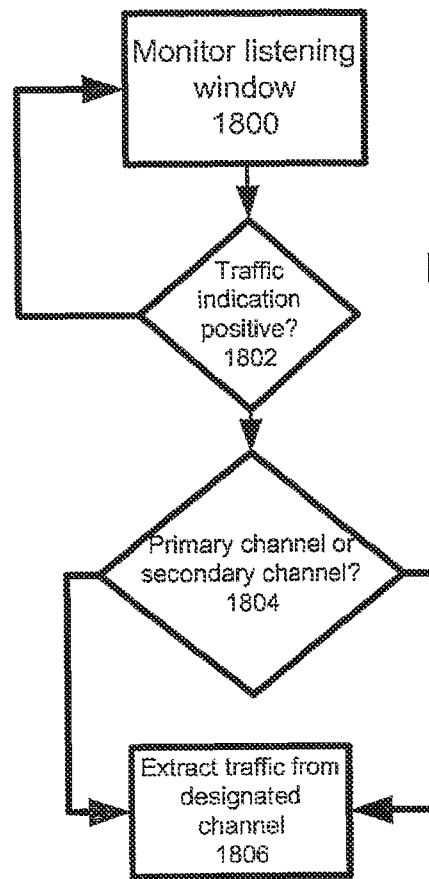 Monitor listening
window
1800
Traffic
indication
positive?
1802
Primary channel or
secondary channel?
1804
Extract traffic from
designated
channel
1806